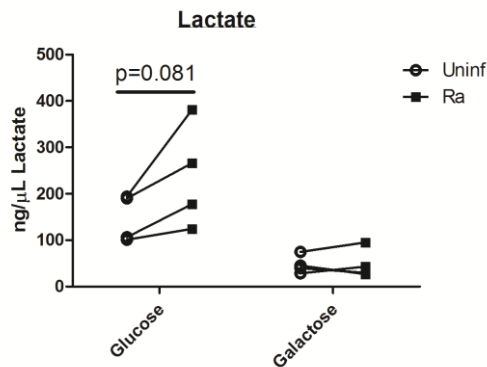 Lactate
500
400
300
200
100
0
ng/μL Lactate
p=0.081
Uninf
Ra
Glucose
Galactose